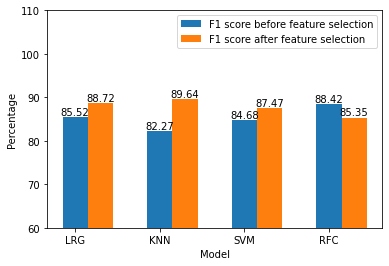 F1 score before feature selection
F1 score after feature selection
110
100
90
80
70
60
Percentage
85.52
88.72
82.27
89.64
84.68
87.47
88.42
85.35
LRG
KNN
SVM
RFC
Model